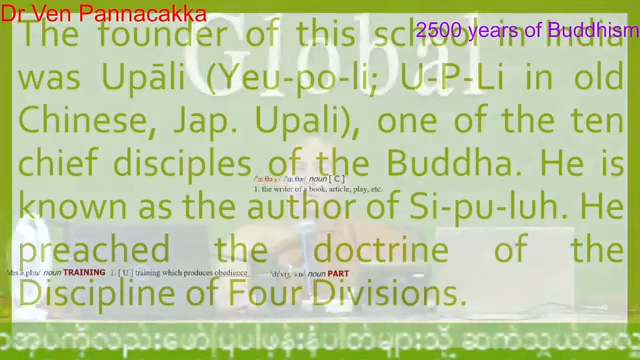 Dr Ven Pannacakka
2500 years of Buddhism
Global
The founder of this school in India
was Upāli (Yeu-po-li; U-P-Li in old
Chinese, Jap. Upali), one of the ten
chief disciples of the Buddha. He is
noun [ C ]
1. the writer of a book, article, play, etc.
known as the author of Si-pu-luh. He
preached the doctrine of the
noun TRAINING 1. [ U ] training which produces obedience
noun PART
Discipline of Four Divisions.